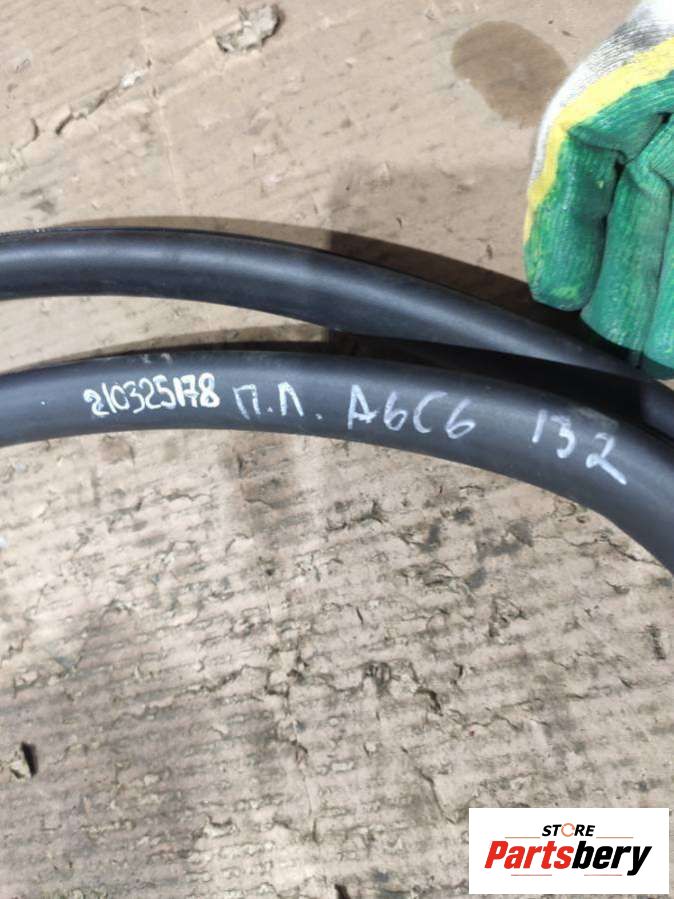 210325178 П.Л. A6C6 132
STORE
Partsbery